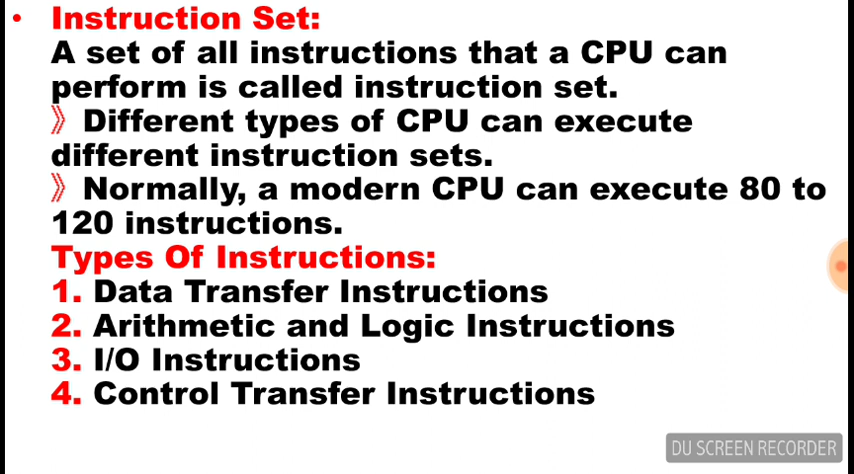 • Instruction Set:
A set of all instructions that a CPU can
perform is called instruction set.
》 Different types of CPU can execute
different instruction sets.
》 Normally, a modern CPU can execute 80 to
120 instructions.
Types Of Instructions:
1. Data Transfer Instructions
2. Arithmetic and Logic Instructions
3. I/O Instructions
4. Control Transfer Instructions
DU SCREEN RECORDER